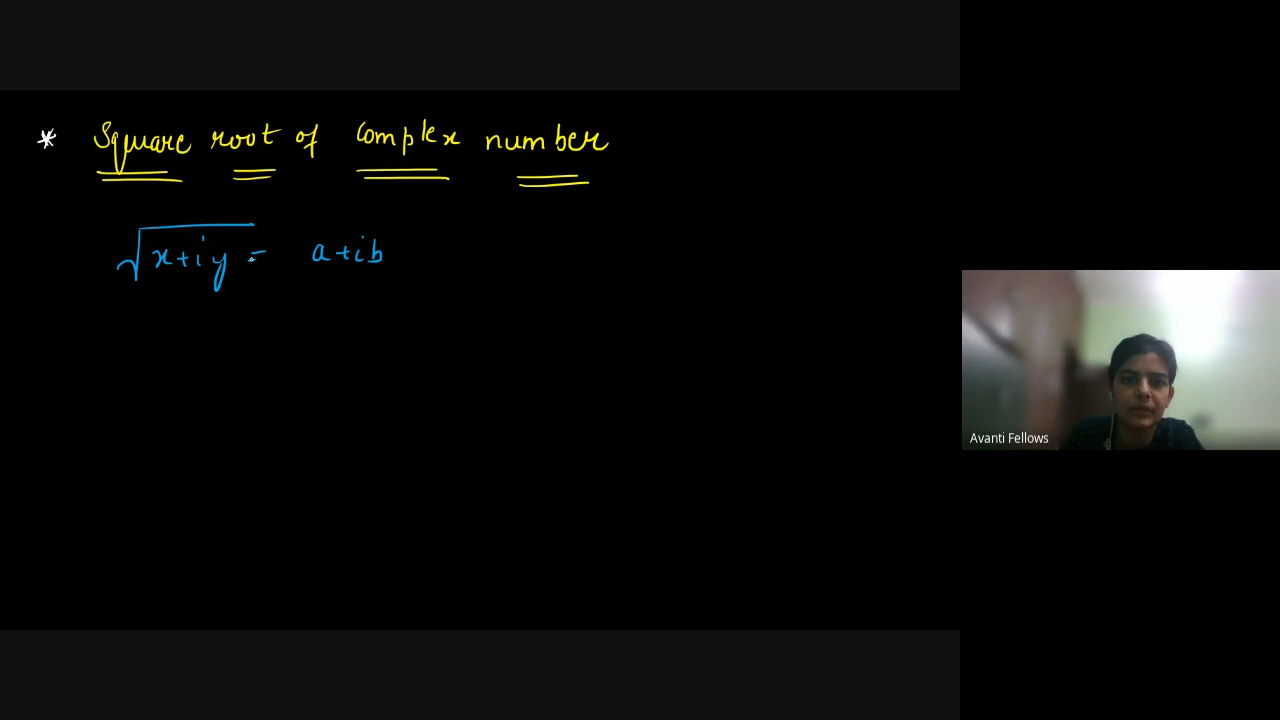 * Square root of complex number
√x+iy = a+ib
Avanti Fellows